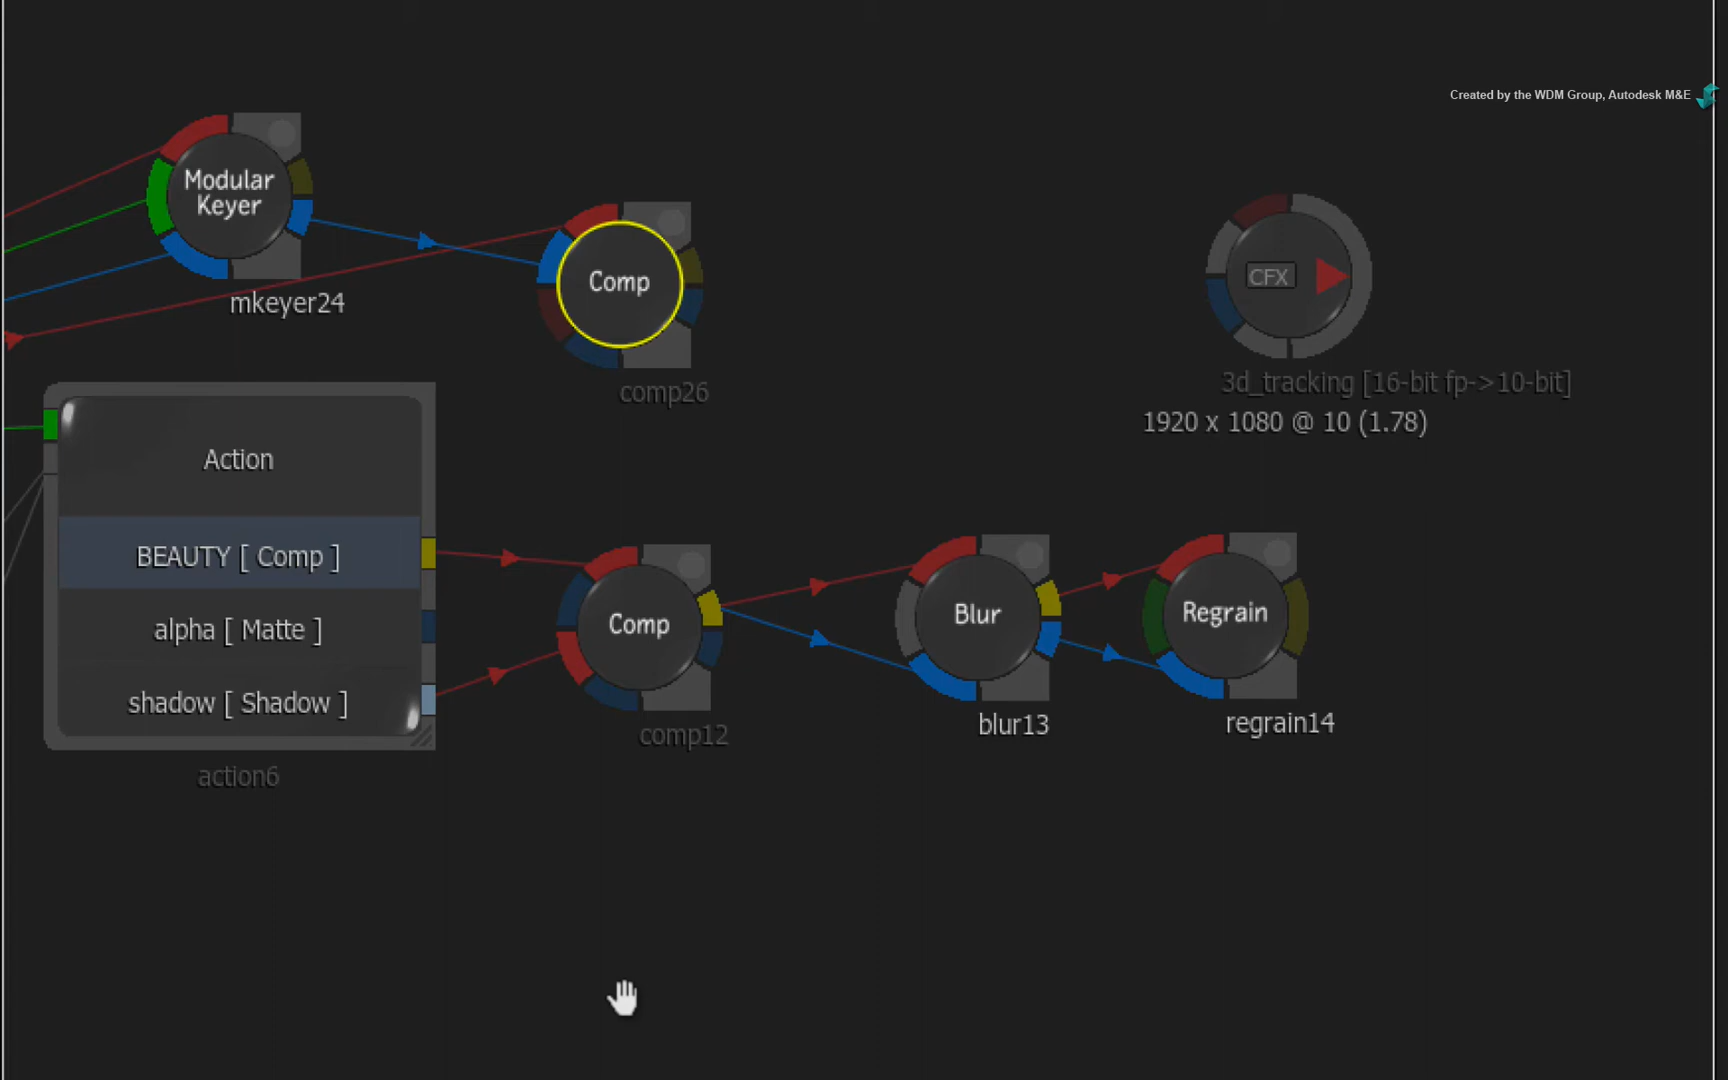 Created by the WDM Group, Autodesk M&E
Modular
Keyer
mkeyer24
Comp
comp26
CFX
3d_tracking [16-bit fp->10-bit]
1920 x 1080 @ 10 (1.78)
Action
BEAUTY [ Comp ]
alpha [ Matte ]
shadow [ Shadow ]
action6
Comp
comp12
Blur
blur13
Regrain
regrain14